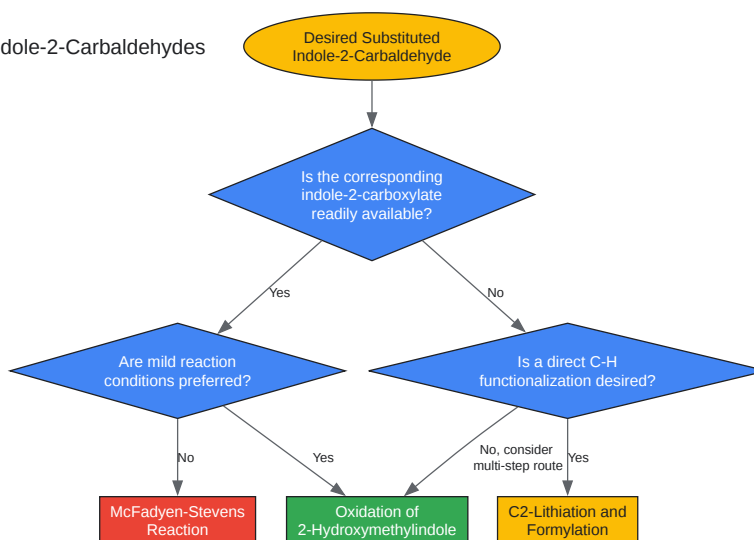 dole-2-Carbaldehydes
Desired Substituted
Indole-2-Carbaldehyde
Is the corresponding
indole-2-carboxylate
readily available?
Yes
No
Are mild reaction
conditions preferred?
Is a direct C-H
functionalization desired?
No
Yes
No, consider
multi-step route
Yes
McFadyen-Stevens
Reaction
Oxidation of
2-Hydroxymethylindole
C2-Lithiation and
Formylation